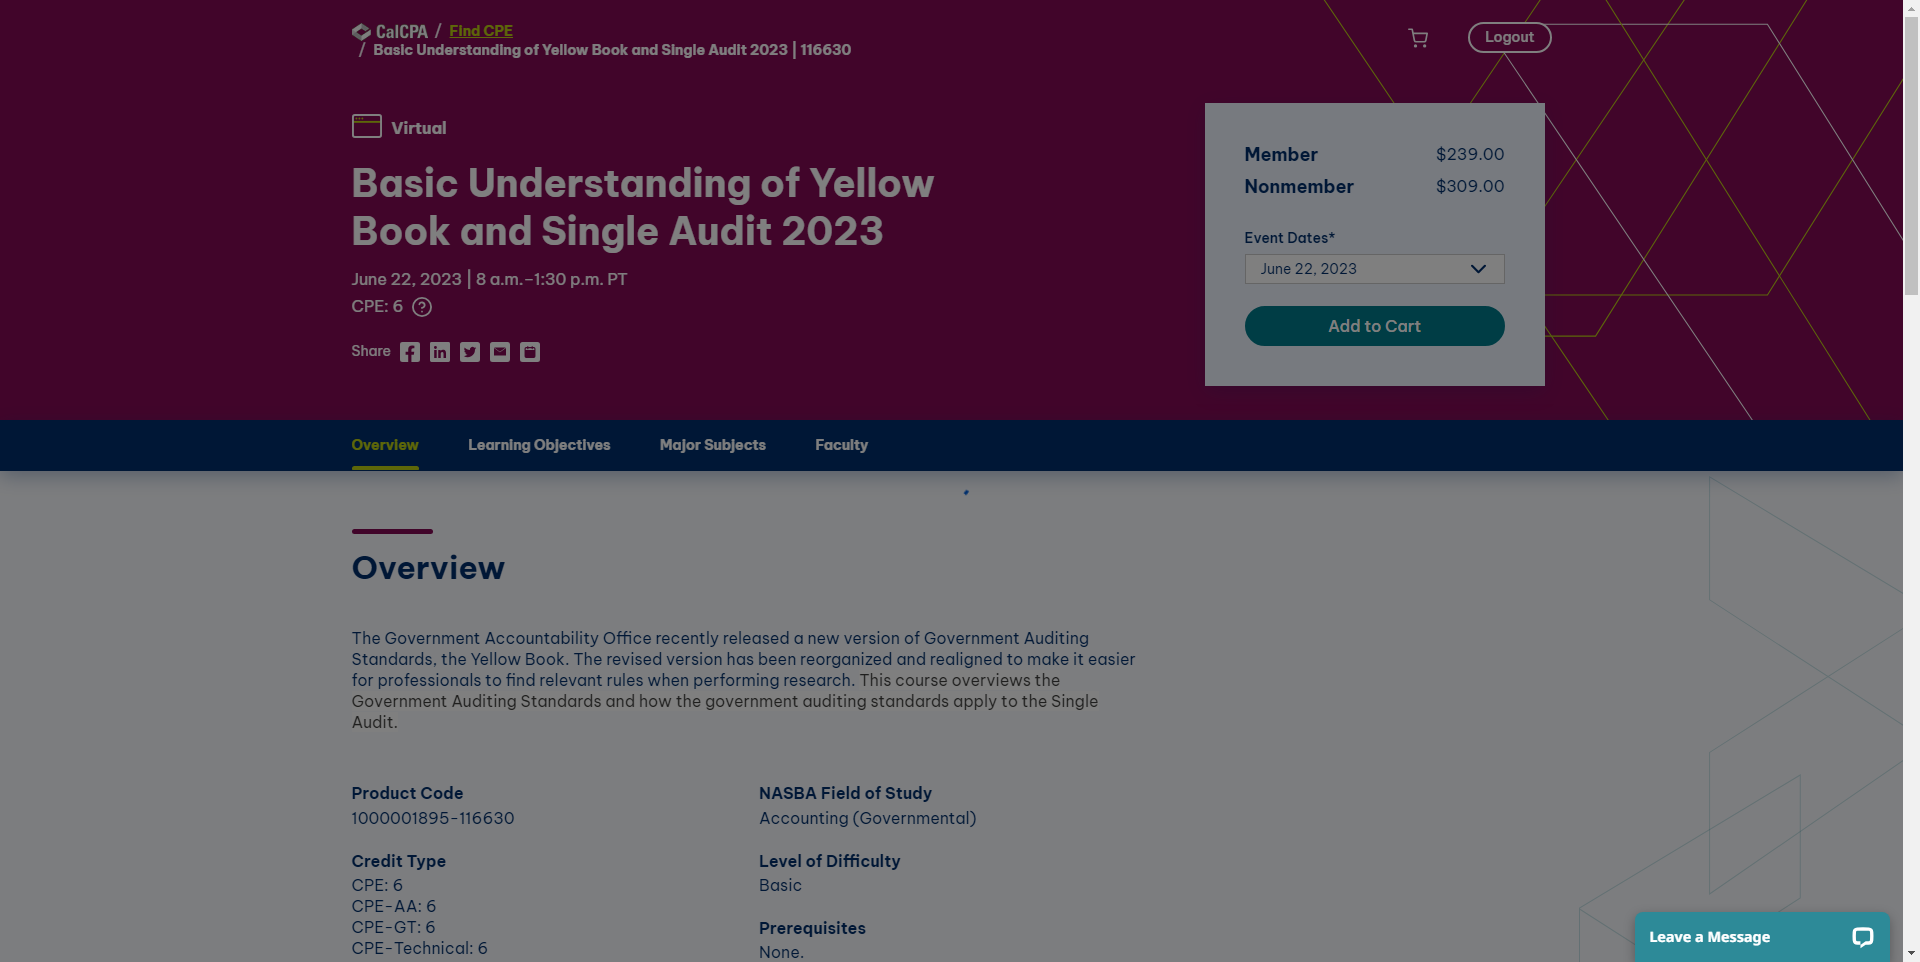 CalCPA / Find CPE
/ Basic Understanding of Yellow Book and Single Audit 2023 | 116630
Logout
Virtual
Basic Understanding of Yellow
Book and Single Audit 2023
June 22, 2023 | 8 a.m.–1:30 p.m. PT
CPE: 6 ?
Share
Member $239.00
Nonmember $309.00
Event Dates*
June 22, 2023
Add to Cart
Overview Learning Objectives Major Subjects Faculty
Overview
The Government Accountability Office recently released a new version of Government Auditing
Standards, the Yellow Book. The revised version has been reorganized and realigned to make it easier
for professionals to find relevant rules when performing research. This course overviews the
Government Auditing Standards and how the government auditing standards apply to the Single
Audit.
Product Code
1000001895-116630
Credit Type
CPE: 6
CPE-AA: 6
CPE-GT: 6
CPE-Technical: 6
NASBA Field of Study
Accounting (Governmental)
Level of Difficulty
Basic
Prerequisites
None.
Leave a Message